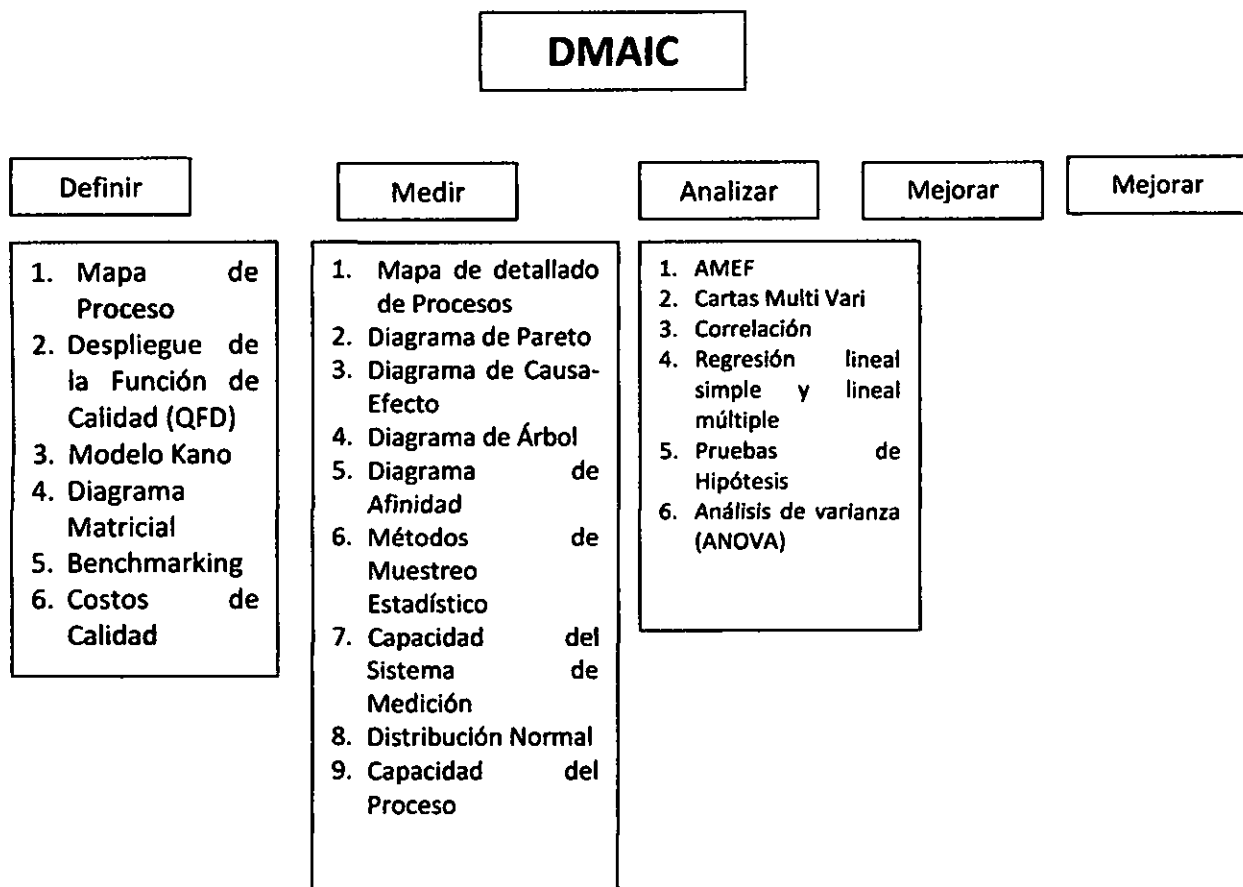 DMAIC
Definir
Medir
Analizar
Mejorar
Mejorar
1. Mapa de
Proceso
2. Despliegue de
la Función de
Calidad (QFD)
3. Modelo Kano
4. Diagrama
Matricial
5. Benchmarking
6. Costos de
Calidad
1. Mapa de detallado
de Procesos
2. Diagrama de Pareto
3. Diagrama de Causa-
Efecto
4. Diagrama de Árbol
5. Diagrama de
Afinidad
6. Métodos de
Muestreo
Estadístico
7. Capacidad del
Sistema de
Medición
8. Distribución Normal
9. Capacidad del
Proceso
1. AMEF
2. Cartas Multi Vari
3. Correlación
4. Regresión lineal
simple y lineal
múltiple
5. Pruebas de
Hipótesis
6. Análisis de varianza
(ANOVA)